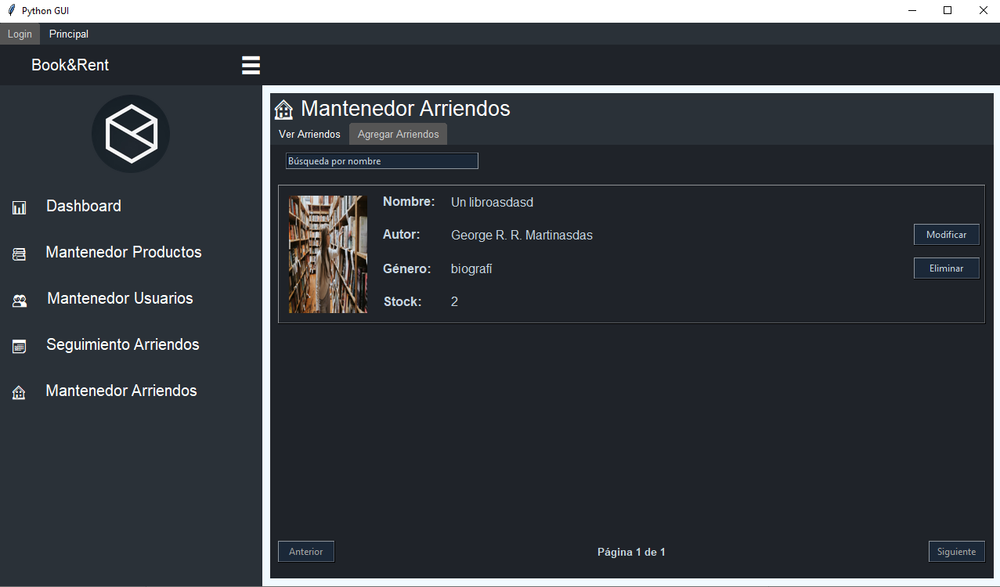 Python GUI
Login Principal
Book&Rent
Mantenedor Arriendos
Ver Arriendos Agregar Arriendos
Búsqueda por nombre
Nombre: Un libroasdasd
Autor: George R. R. Martinasdas
Modificar
Género: biografí
Eliminar
Stock: 2
Dashboard
Mantenedor Productos
Mantenedor Usuarios
Seguimiento Arriendos
Mantenedor Arriendos
Anterior Página 1 de 1 Siguiente